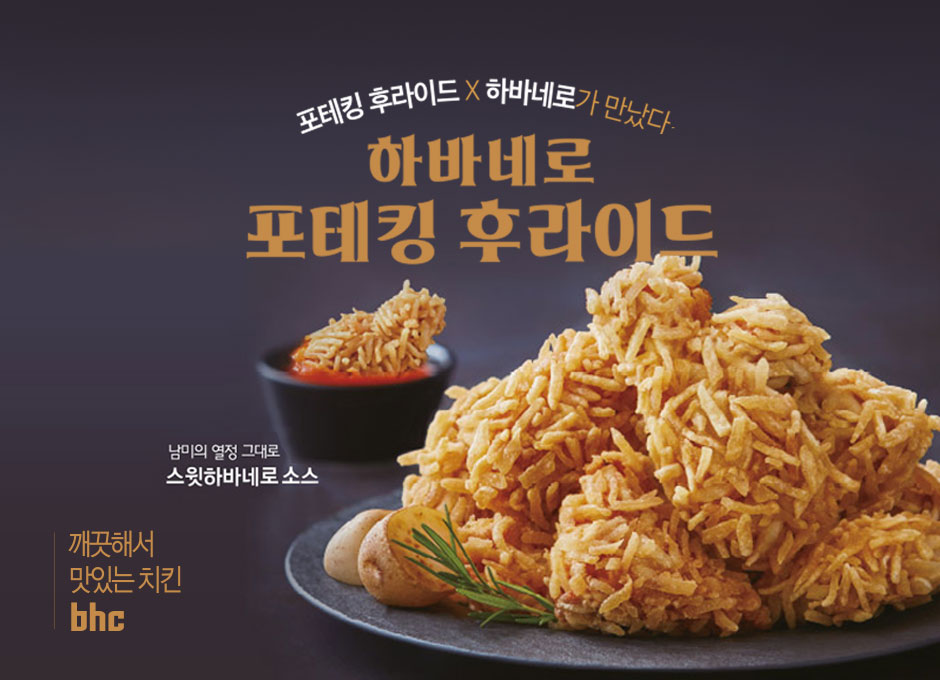 포테킹 후라이드 X 하바네로가 만났다.
하바네로
포테킹 후라이드
남미의 열정 그대로
스윗하바네로 소스
깨끗해서
맛있는 치킨
bhc